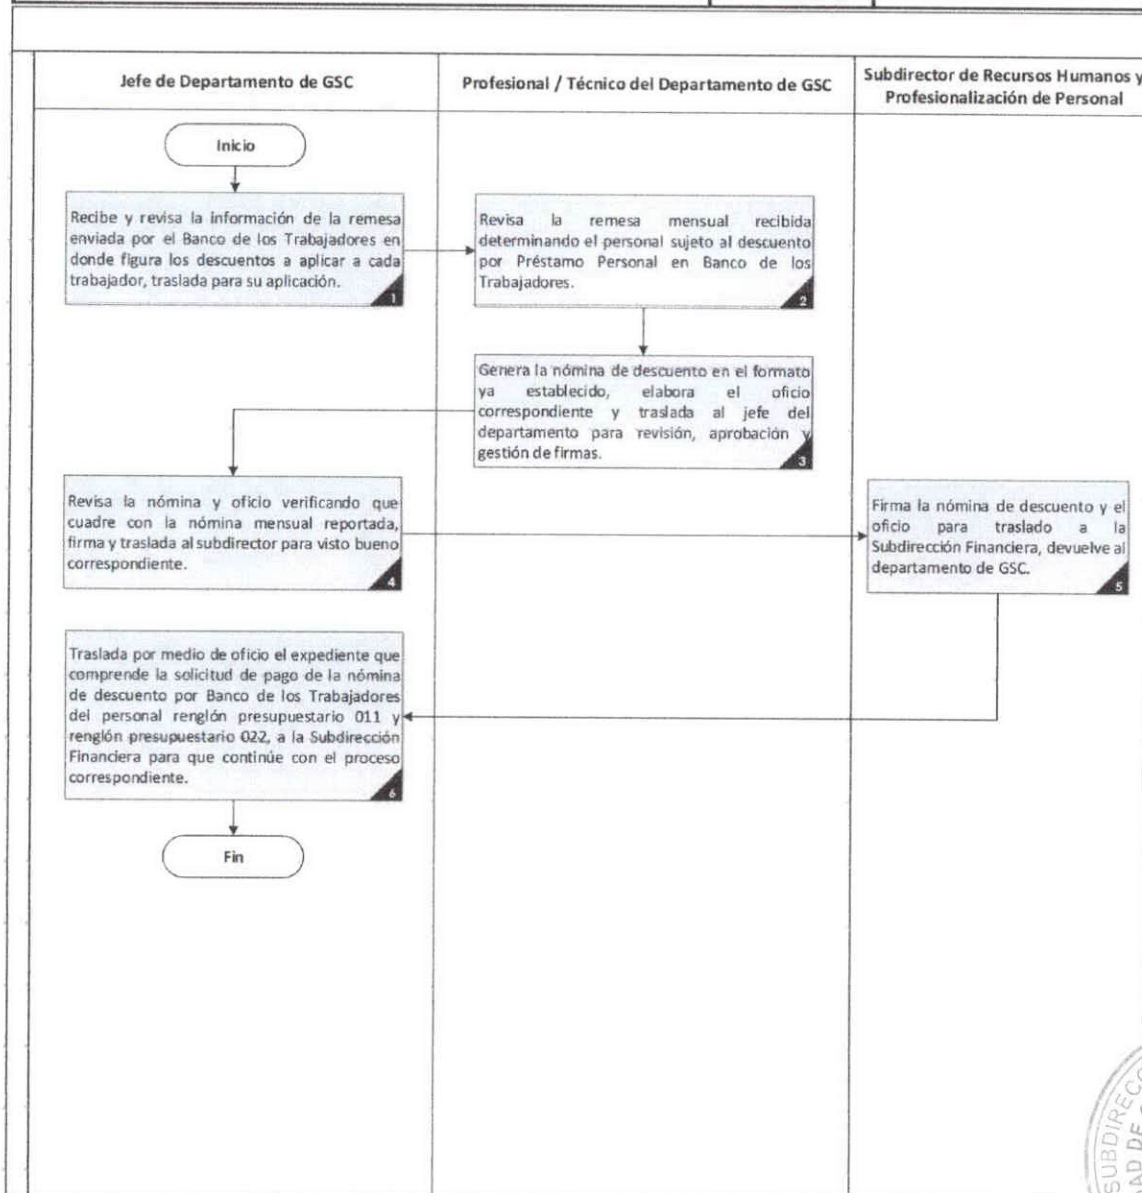 Jefe de Departamento de GSC
Profesional / Técnico del Departamento de GSC
Subdirector de Recursos Humanos y
Profesionalización de Personal
Inicio
Recibe y revisa la información de la remesa
enviada por el Banco de los Trabajadores en
donde figura los descuentos a aplicar a cada
trabajador, traslada para su aplicación.
1
Revisa la remesa mensual recibida
determinando el personal sujeto al descuento
por Préstamo Personal en Banco de los
Trabajadores.
2
Genera la nómina de descuento en el formato
ya establecido, elabora el oficio
correspondiente y traslada al jefe del
departamento para revisión, aprobación y
gestión de firmas.
3
Revisa la nómina y oficio verificando que
cuadre con la nómina mensual reportada,
firma y traslada al subdirector para visto bueno
correspondiente.
4
Firma la nómina de descuento y el
oficio para traslado a la
Subdirección Financiera, devuelve al
departamento de GSC.
5
Traslada por medio de oficio el expediente que
comprende la solicitud de pago de la nómina
de descuento por Banco de los Trabajadores
del personal renglón presupuestario 011 y
renglón presupuestario 022, a la Subdirección
Financiera para que continúe con el proceso
correspondiente.
6
Fin
SUBDIRECC
AD DE